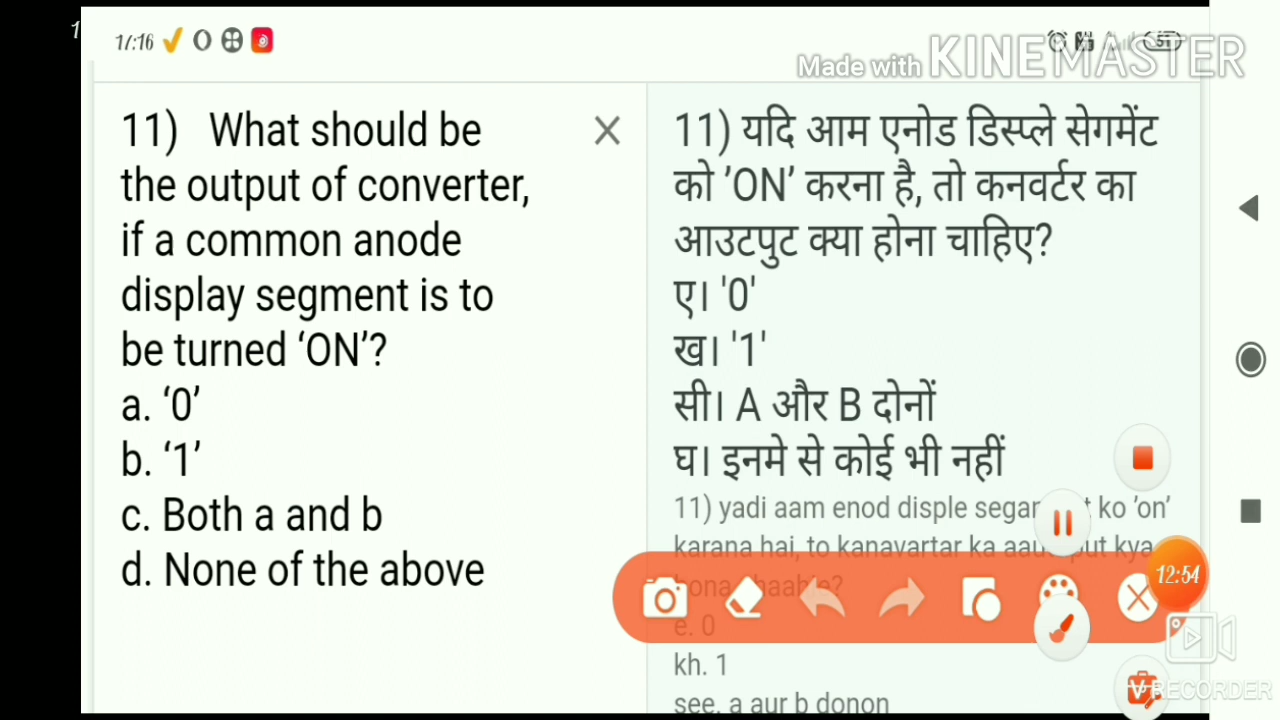 1
17:16
51
Made with KINEMASTER
11) What should be
the output of converter,
if a common anode
display segment is to
be turned ‘ON’?
a. ‘0’
b. ‘1’
c. Both a and b
d. None of the above
11) यदि आम एनोड डिस्प्ले सेगमेंट
को ’ON’ करना है, तो कनवर्टर का
आउटपुट क्या होना चाहिए?
ए। '0'
ख। '1'
सी। A और B दोनों
घ। इनमे से कोई भी नहीं
11) yadi aam enod disple ko ’on’
karana hai, to kanavartar ka kya
e. 0
kh. 1
see. a aur b donon
12:54
VRECORDER